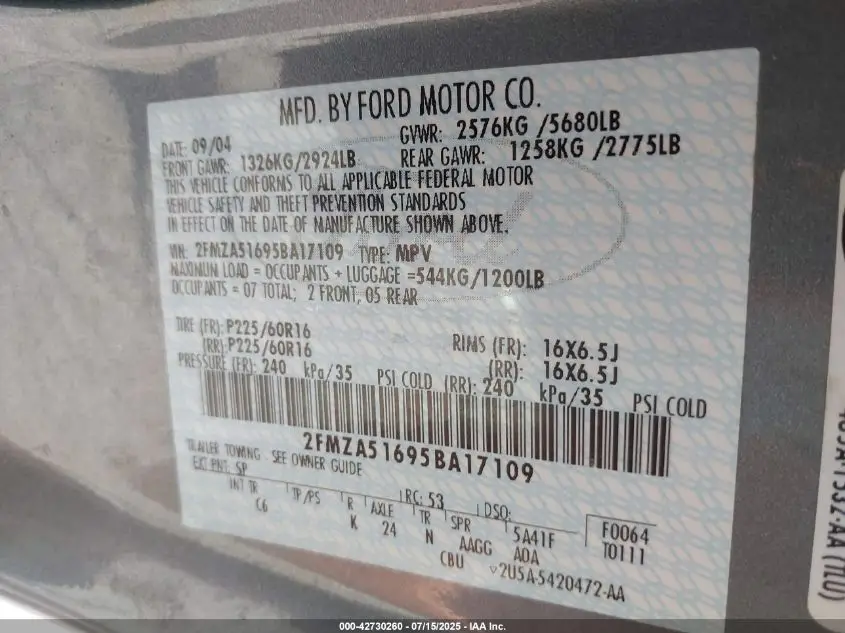 MFD. BY FORD MOTOR CO.
DATE: 09/04 GVWR: 2576KG /5680LB
FRONT GAWR: 1326KG/2924LB REAR GAWR: 1258KG /2775LB
THIS VEHICLE CONFORMS TO ALL APPLICABLE FEDERAL MOTOR
VEHICLE SAFETY AND THEFT PREVENTION STANDARDS
IN EFFECT ON THE DATE OF MANUFACTURE SHOWN ABOVE.
VIN: 2FMZA51695BA17109 TYPE: MPV
MAXIMUM LOAD = OCCUPANTS + LUGGAGE =544KG/1200LB
OCCUPANTS = 07 TOTAL; 2 FRONT, 05 REAR
TIRE (FR): P225/60R16 RIMS (FR): 16X6.5J
(RR): P225/60R16 (RR): 16X6.5J
PRESSURE (FR): 240 kPa/35 PSI COLD (RR): 240 kPa/35 PSI COLD
2FMZA51695BA17109
TRAILER TOWING - SEE OWNER GUIDE
EXT PNT: SP RC: 53 DSO:
INT TR TP/PS R AXLE TR SPR 5A41F F0064
C6 K 24 N AAGG AOA T0111
CBU
▽2U5A-5420472-AA
000-42730260 - 07/15/2025 - IAA Inc.